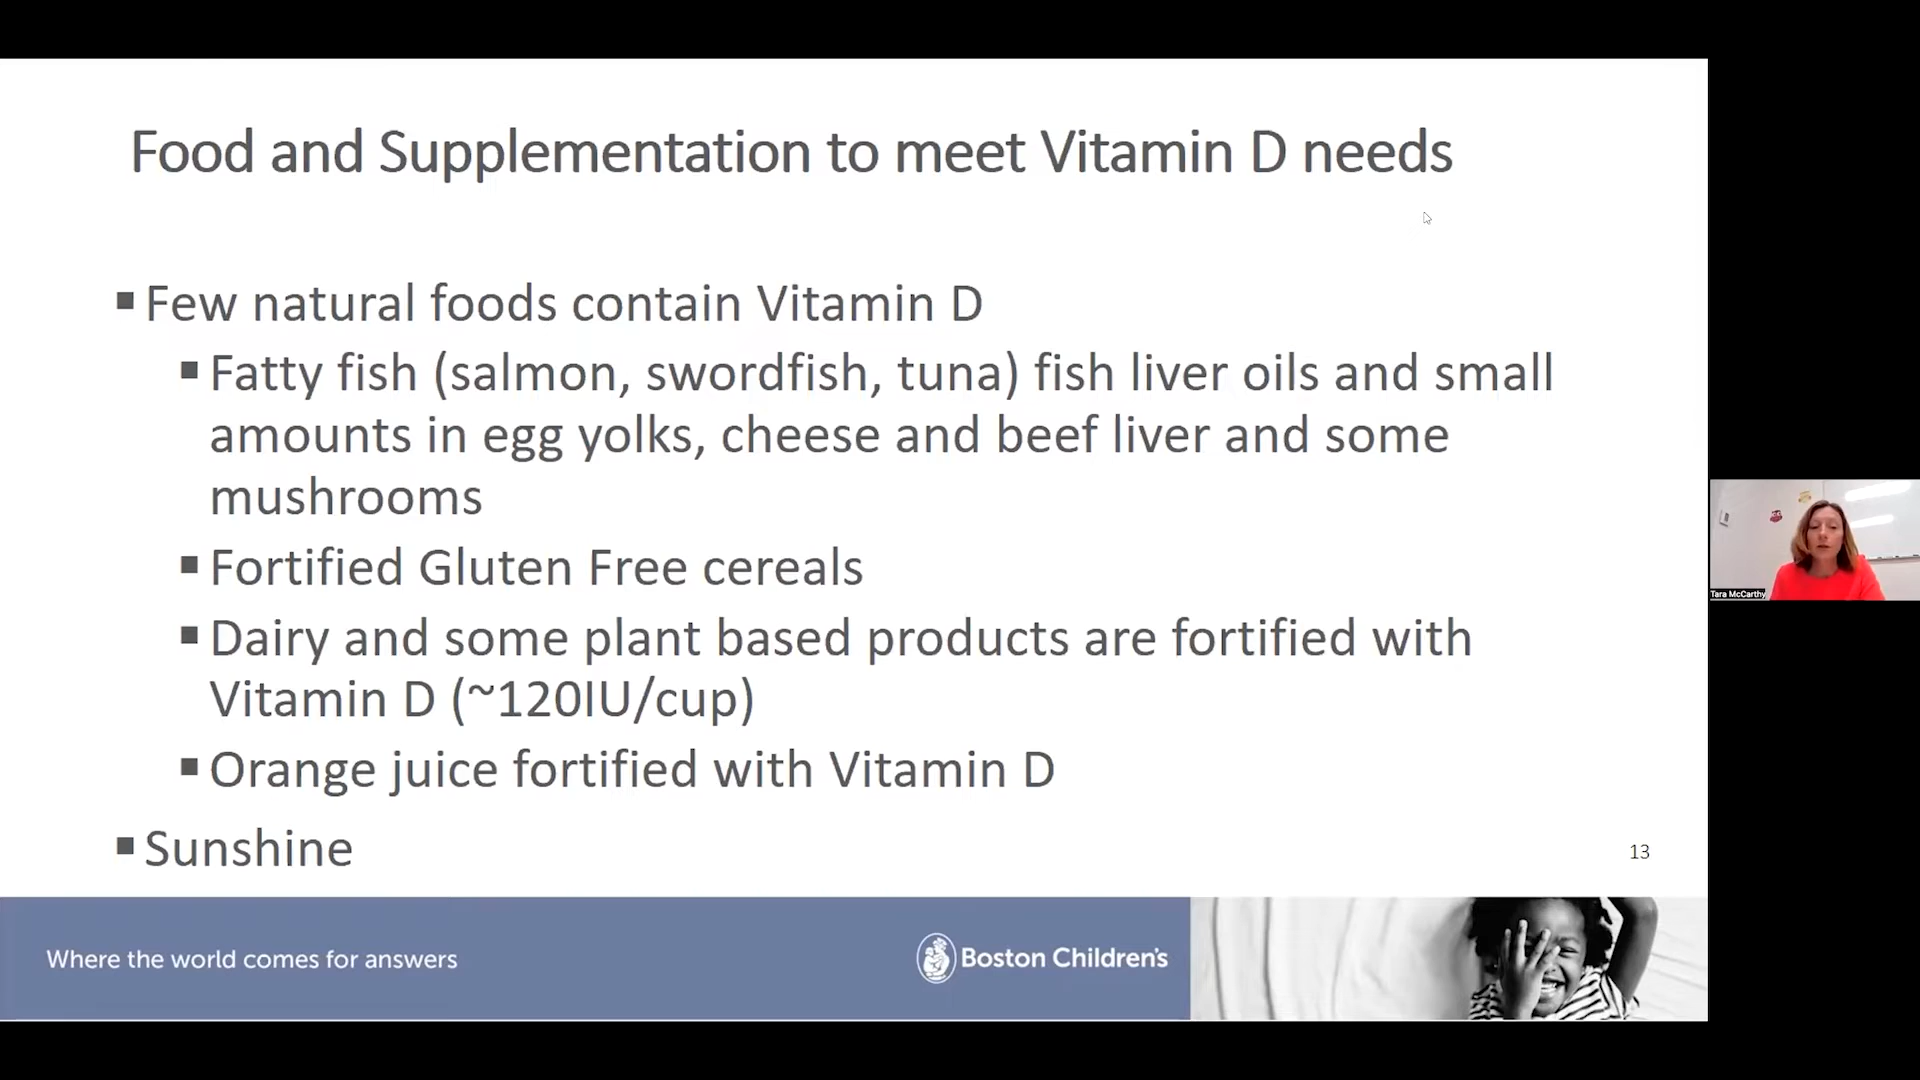 Food and Supplementation to meet Vitamin D needs
▪ Few natural foods contain Vitamin D
▪ Fatty fish (salmon, swordfish, tuna) fish liver oils and small
amounts in egg yolks, cheese and beef liver and some
mushrooms
▪ Fortified Gluten Free cereals
▪ Dairy and some plant based products are fortified with
Vitamin D (~120IU/cup)
▪ Orange juice fortified with Vitamin D
▪ Sunshine
13
Where the world comes for answers
Boston Children's
Tara McCarthy